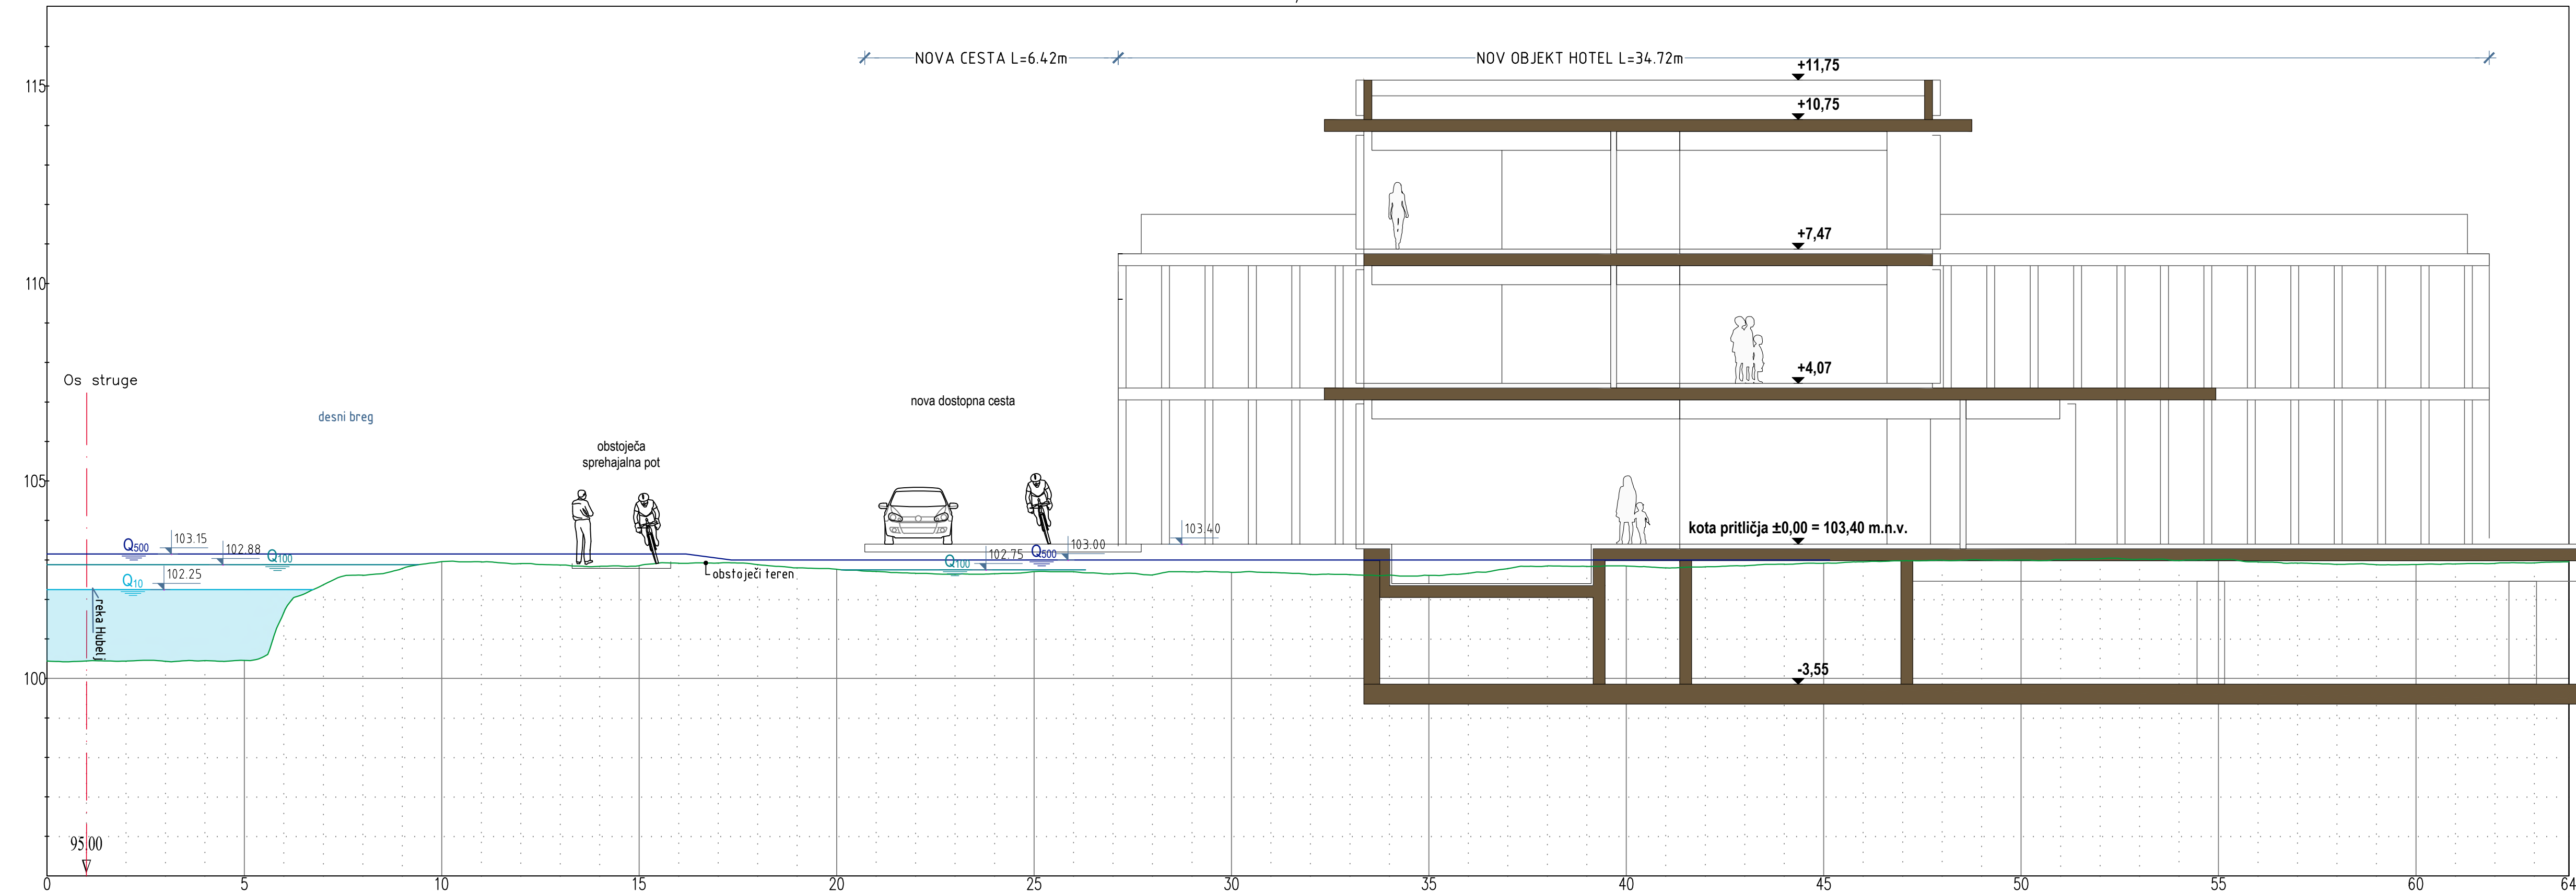 NOVA CESTA L=6.42m
NOV OBJEKT HOTEL L=34.72m
+11,75
115
+10,75
+7,47
110
+4,07
Os struge
nova dostopna cesta
desni breg
obstoječa
sprehajalna pot
105
kota pritličja ±0,00 = 103,40 m.n.v.
103.40
Q500
103.15
102.88
Q100
103.00
Q500
102.75
Q100
102.25
Q10
obstoječi teren
reka Hubelj
100
-3,55
95.00
0 5 10 15 20 25 30 35 40 45 50 55 60 64